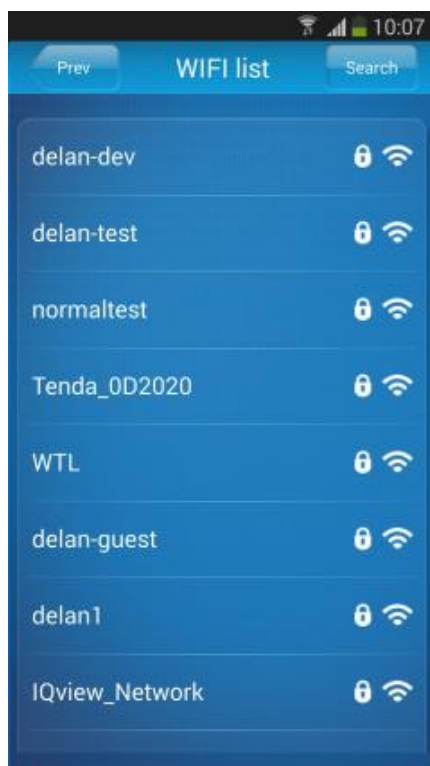 10:07
Prev WIFI list Search
delan-dev
delan-test
normaltest
Tenda_0D2020
WTL
delan-guest
delan1
IQview_Network